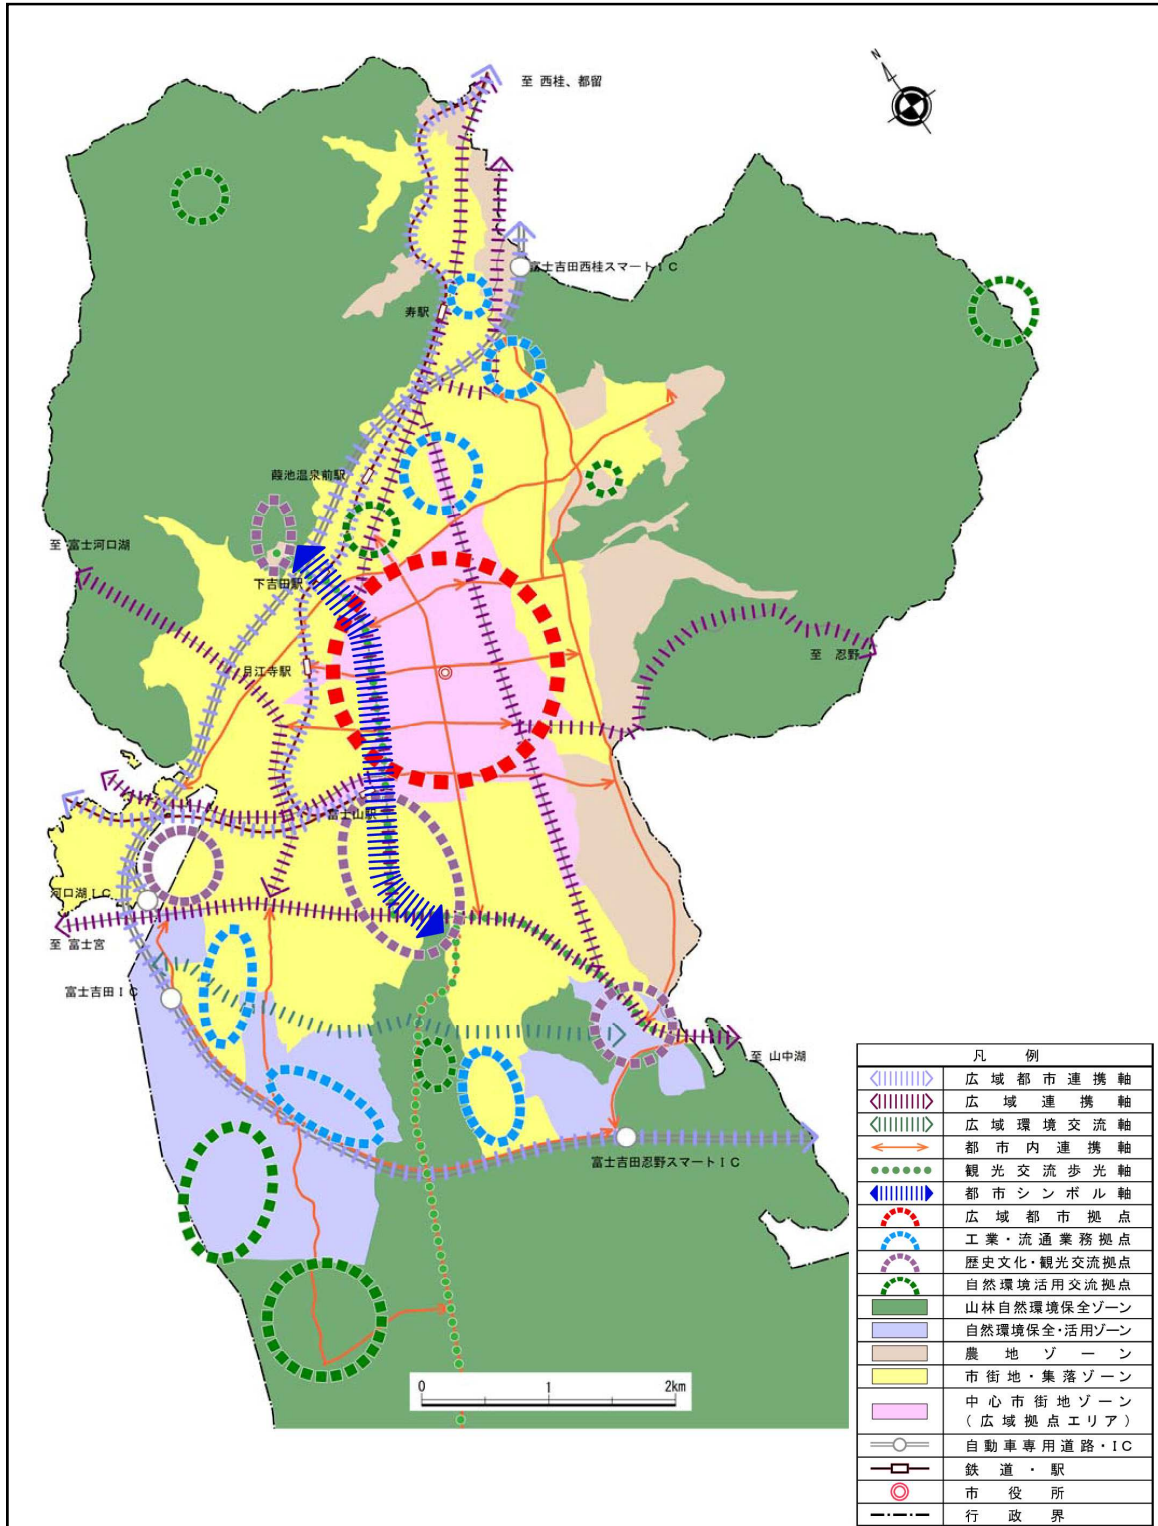 至 西桂、都留
N
富士吉田西桂スマートIC
寿駅
葭池温泉前駅
至 富士河口湖
下吉田駅
月江寺駅
至 忍野
富士山駅
河口湖IC
至 富士宮
富士吉田IC
至 山中湖
富士吉田忍野スマートIC
0 1 2km
凡例
広域都市連携軸
広域連携軸
広域環境交流軸
都市内連携軸
観光交流歩光軸
都市シンボル軸
広域都市拠点
工業・流通業務拠点
歴史文化・観光交流拠点
自然環境活用交流拠点
山林自然環境保全ゾーン
自然環境保全・活用ゾーン
農地ゾーン
市街地・集落ゾーン
中心市街地ゾーン
(広域拠点エリア)
自動車専用道路・IC
鉄道・駅
市役所
行政界